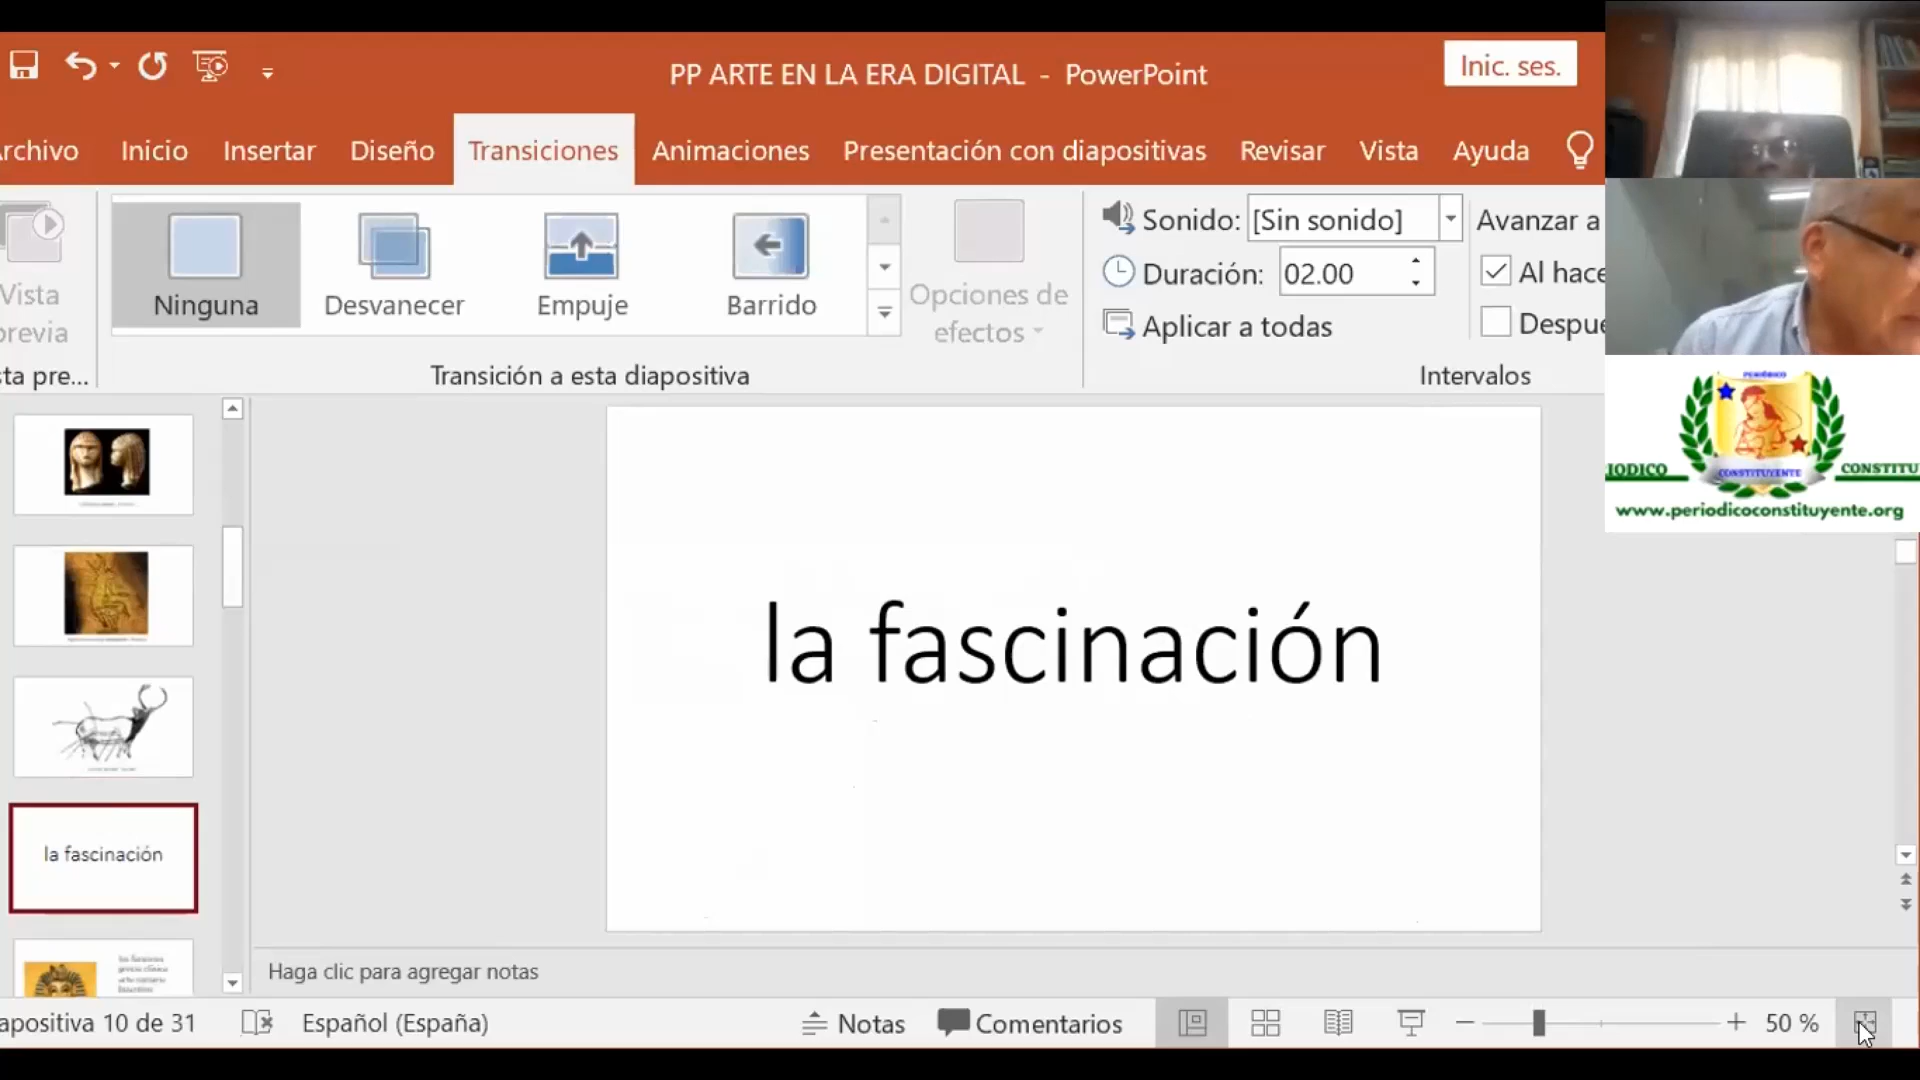 PP ARTE EN LA ERA DIGITAL - PowerPoint
Inic. ses.
rchivo Inicio Insertar Diseño Transiciones Animaciones Presentación con diapositivas Revisar Vista Ayuda
Vista
previa
Ninguna Desvanecer Empuje Barrido
Opciones de
efectos
Sonido: [Sin sonido] Avanzar a
Duración: 02.00 Al hace
Aplicar a todas Despue
ta pre... Transición a esta diapositiva Intervalos
PERIÓDICO
CONSTITUYENTE
IODICO CONSTITU
www.periodicoconstituyente.org
la fascinación
la fascinación
Haga clic para agregar notas
apositiva 10 de 31 Español (España) Notas Comentarios 50 %